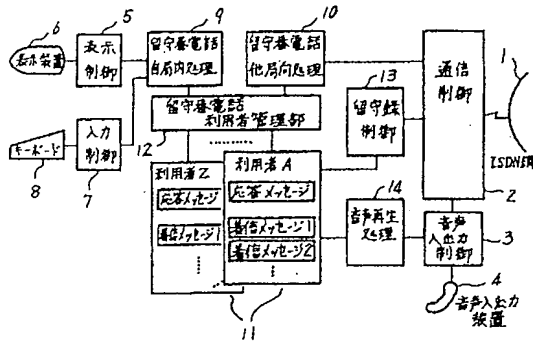 6
表示装置
5
表示
制御
9
留守番電話
自局内処理
10
留守番電話
他局向処理
通信
制御
1
ISDN回線
2
8
キーボード
入力
制御
7
12
留守番電話
利用者管理部
13
留守録
制御
利用者Z
応答メッセージ
着信メッセージ1
利用者A
応答メッセージ
着信メッセージ1
着信メッセージ2
11
14
音声再生
処理
音声
入出力
制御
3
4
音声入出力
装置